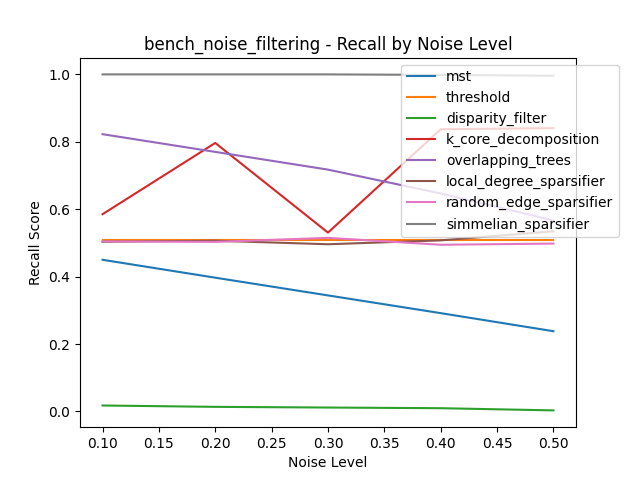 bench_noise_filtering - Recall by Noise Level
1.0
0.8
0.6
0.4
0.2
0.0
Recall Score
mst
threshold
disparity_filter
k_core_decomposition
overlapping_trees
local_degree_sparsifier
random_edge_sparsifier
simmelian_sparsifier
0.10 0.15 0.20 0.25 0.30 0.35 0.40 0.45 0.50
Noise Level